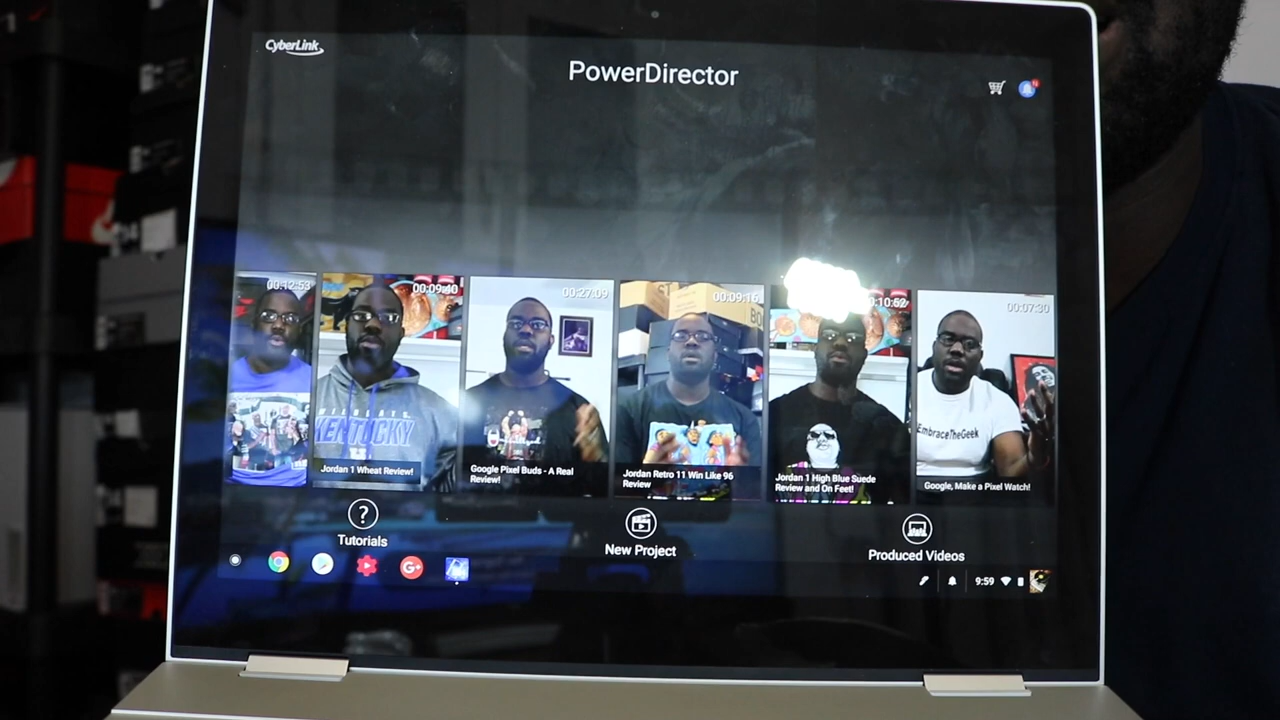 CyberLink
PowerDirector
N
00:12:53
00:09:40
00:27:09
00:09:16
00:10:52
00:07:30
WILDCATS.
KENTUCKY
EmbraceTheGeek
Jordan 1 Wheat Review!
Google Pixel Buds - A Real
Review!
Jordan Retro 11 Win Like 96
Review
Jordan 1 High Blue Suede
Review and On Feet!
Google, Make a Pixel Watch!
?
Tutorials
New Project
Produced Videos
G+
9:59